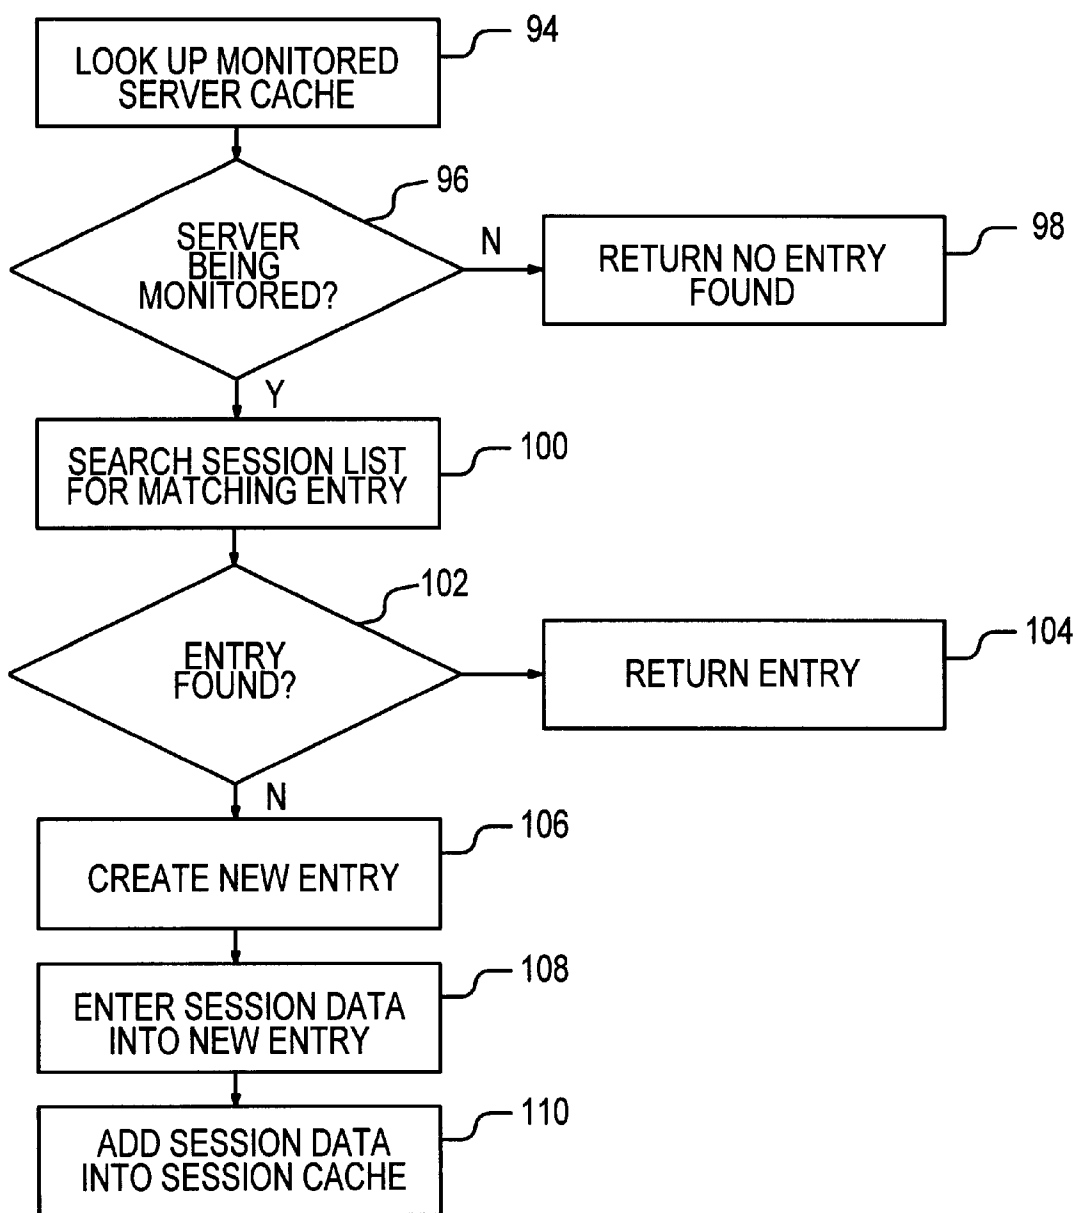 94
LOOK UP MONITORED
SERVER CACHE
96
SERVER
BEING
MONITORED?
N
98
RETURN NO ENTRY
FOUND
Y
100
SEARCH SESSION LIST
FOR MATCHING ENTRY
102
ENTRY
FOUND?
104
RETURN ENTRY
N
106
CREATE NEW ENTRY
108
ENTER SESSION DATA
INTO NEW ENTRY
110
ADD SESSION DATA
INTO SESSION CACHE